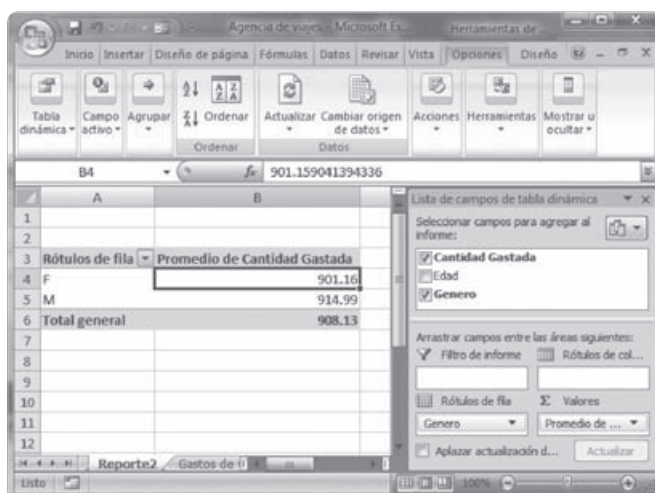 Agencia de viajes - Microsoft Ex...
Herramientas de ...
Inicio Insertar Diseño de página Fórmulas Datos Revisar Vista Opciones Diseño
Tabla dinámica
Campo activo
Agrupar
Ordenar
Actualizar
Cambiar origen de datos
Acciones
Herramientas
Mostrar u ocultar
Ordenar
Datos
B4
fx
901.159041394336
A B
1
2
3 Rótulos de fila Promedio de Cantidad Gastada
4 F 901.16
5 M 914.99
6 Total general 908.13
7
8
9
10
11
12
Lista de campos de tabla dinámica
Seleccionar campos para agregar al informe:
Cantidad Gastada
Edad
Genero
Arrastrar campos entre las áreas siguientes:
Filtro de informe
Rótulos de col...
Rótulos de fila
Σ Valores
Genero
Promedio de ...
Aplazar actualización d...
Actualizar
Reporte2
Gastos de
Listo
100%